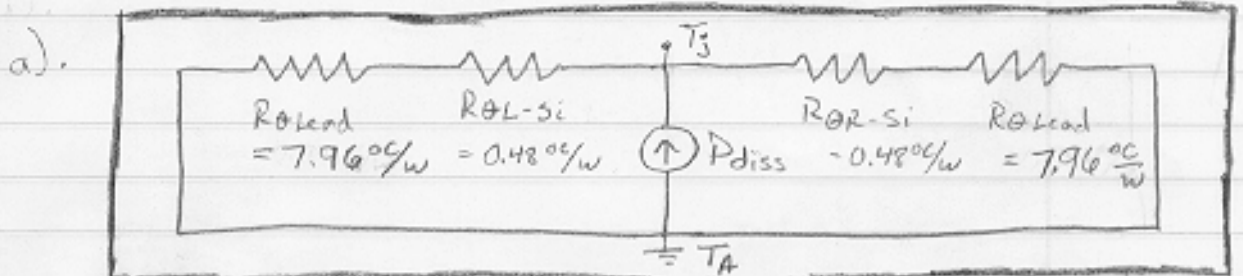 a).
Tj
RΘLead RΘL-Si RΘR-Si RΘLead
= 7.96 °C/W = 0.48 °C/W Pdiss - 0.48 °C/W = 7.96 °C/W
TA